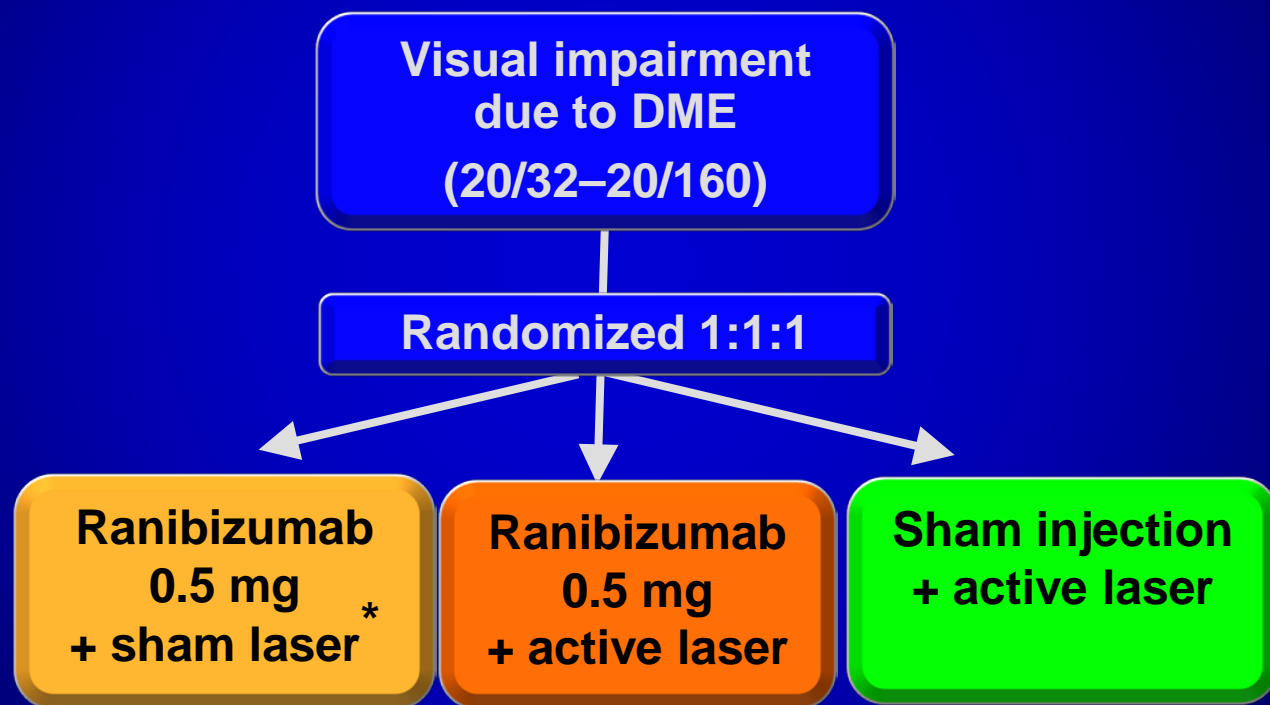 Visual impairment
due to DME
(20/32–20/160)
Randomized 1:1:1
Ranibizumab
0.5 mg
+ sham laser*
Ranibizumab
0.5 mg
+ active laser
Sham injection
+ active laser